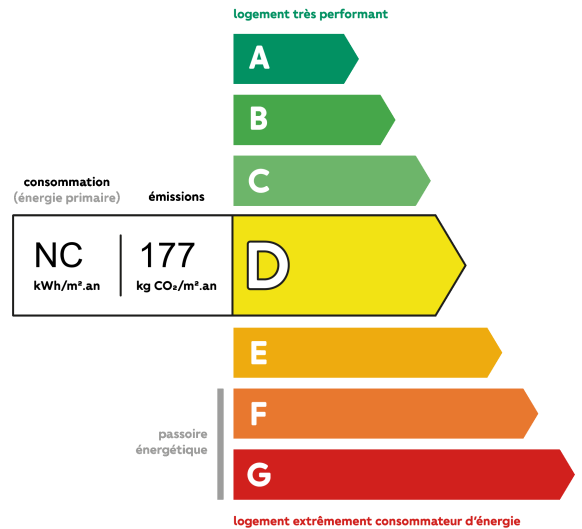 logement très performant
A
B
C
consommation
(énergie primaire)
émissions
NC
177
kWh/m².an
kg CO₂/m².an
D
E
F
passoire
énergétique
G
logement extrêmement consommateur d'énergie